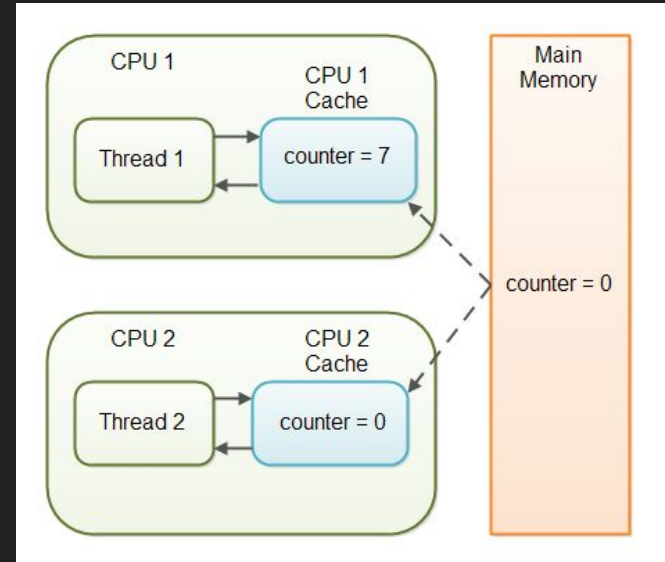 CPU 1
CPU 1
Cache
Thread 1
counter = 7
Main
Memory
counter = 0
CPU 2
CPU 2
Cache
Thread 2
counter = 0